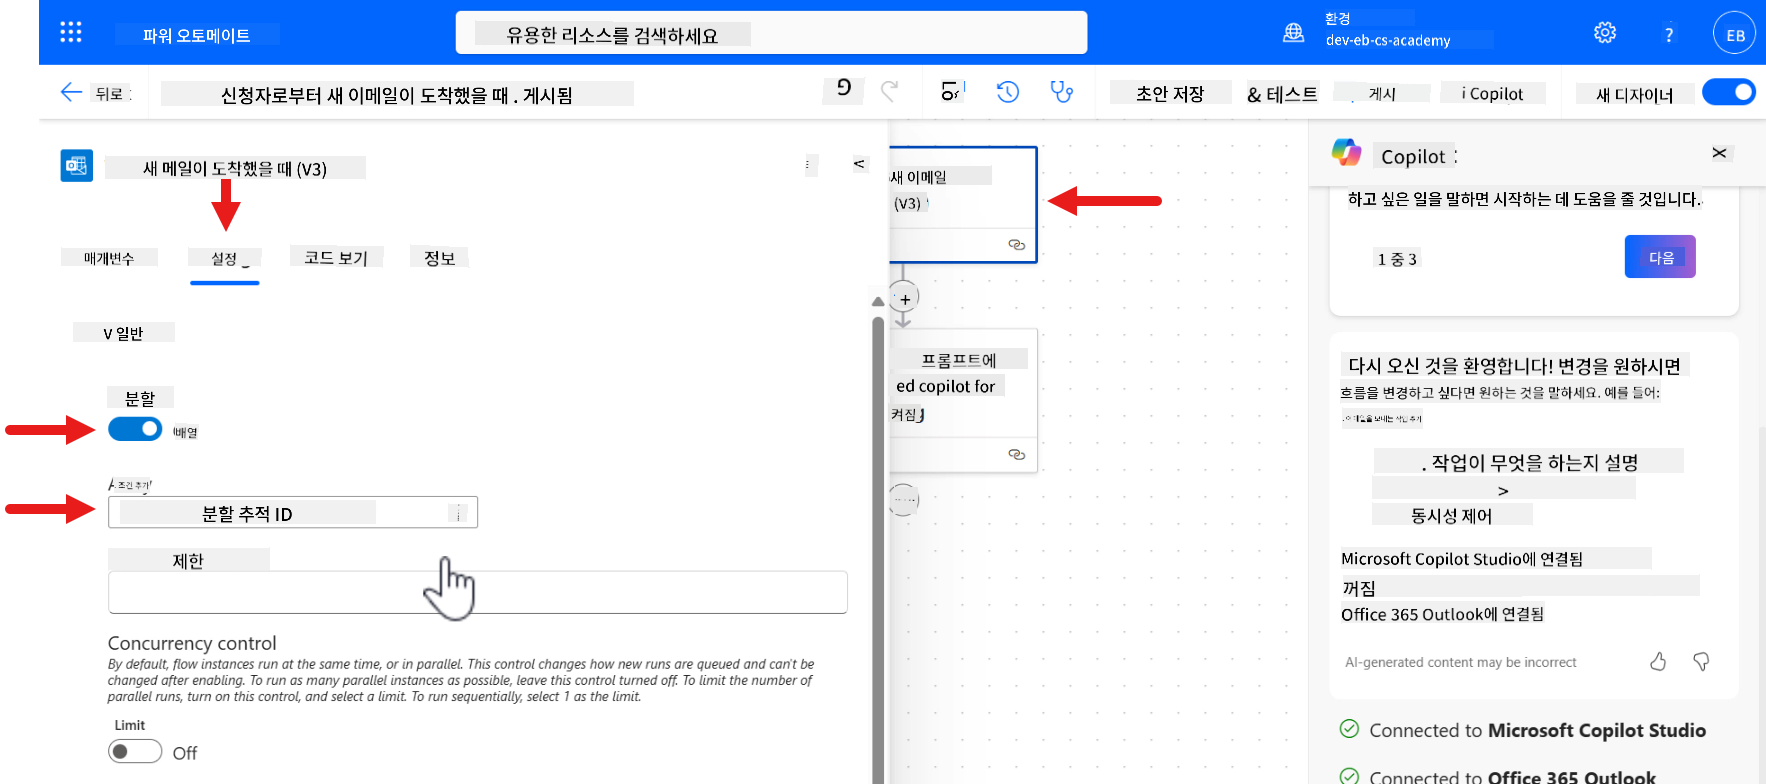 파워 오토메이트
유용한 리소스를 검색하세요
환경
dev-eb-cs-academy
?
EB
뒤로
신청자로부터 새 이메일이 도착했을 때 . 게시됨
초안 저장
& 테스트
게시
Copilot
새 디자이너
새 메일이 도착했을 때 (V3)
<
매개변수
설정
코드 보기
정보
V 일반
분할
배열
분할 추적 ID
제한
Concurrency control
By default, flow instances run at the same time, or in parallel. This control changes how new runs are queued and can't be
changed after enabling. To run as many parallel instances as possible, leave this control turned off. To limit the number of
parallel runs, turn on this control, and select a limit. To run sequentially, select 1 as the limit.
Limit
Off
새 이메일
(V3)
+
프롬프트에
ed copilot for
켜짐
Copilot
하고 싶은 일을 말하면 시작하는 데 도움을 줄 것입니다.
1 중 3
다음
다시 오신 것을 환영합니다! 변경을 원하시면
흐름을 변경하고 싶다면 원하는 것을 말하세요. 예를 들어:
. 작업이 무엇을 하는지 설명
>
동시성 제어
Microsoft Copilot Studio에 연결됨
꺼짐
Office 365 Outlook에 연결됨
AI-generated content may be incorrect
Connected to Microsoft Copilot Studio
Connected to Office 365 Outlook